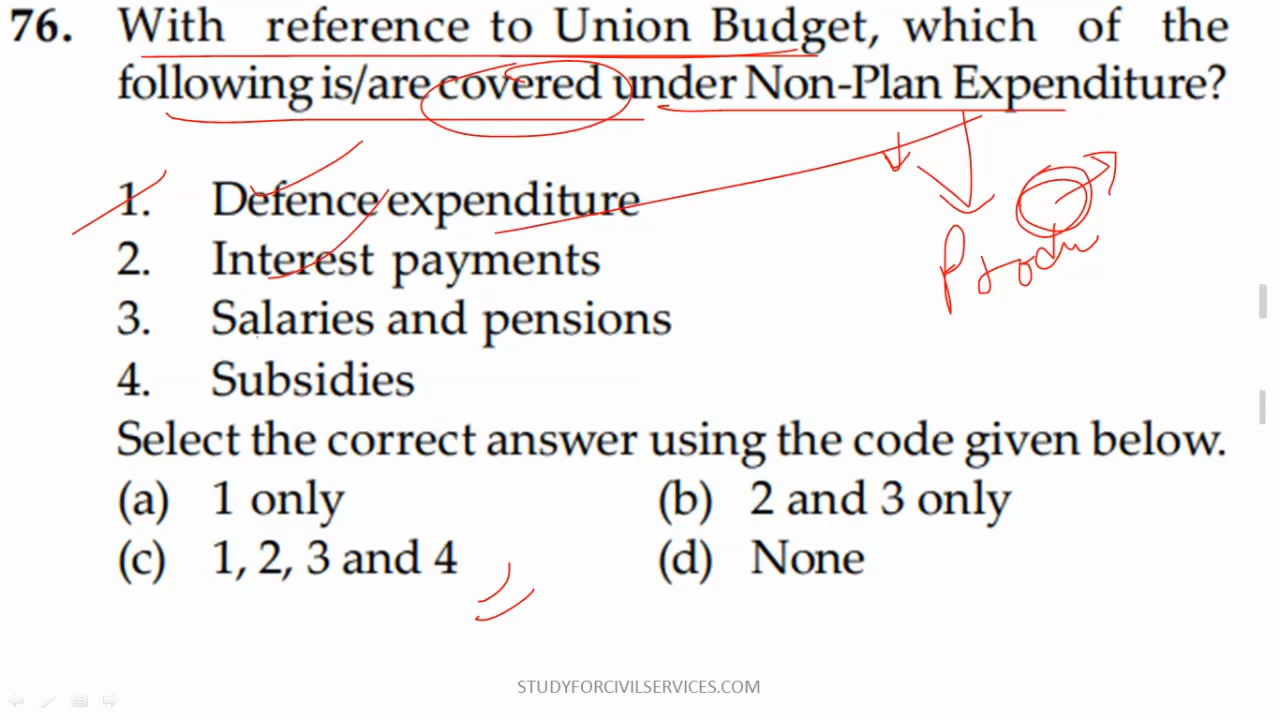 76. With reference to Union Budget, which of the
following is/are covered under Non-Plan Expenditure?
1. Defence expenditure
2. Interest payments
3. Salaries and pensions
4. Subsidies
Select the correct answer using the code given below.
(a) 1 only (b) 2 and 3 only
(c) 1, 2, 3 and 4 (d) None
STUDYFORCIVILSERVICES.COM